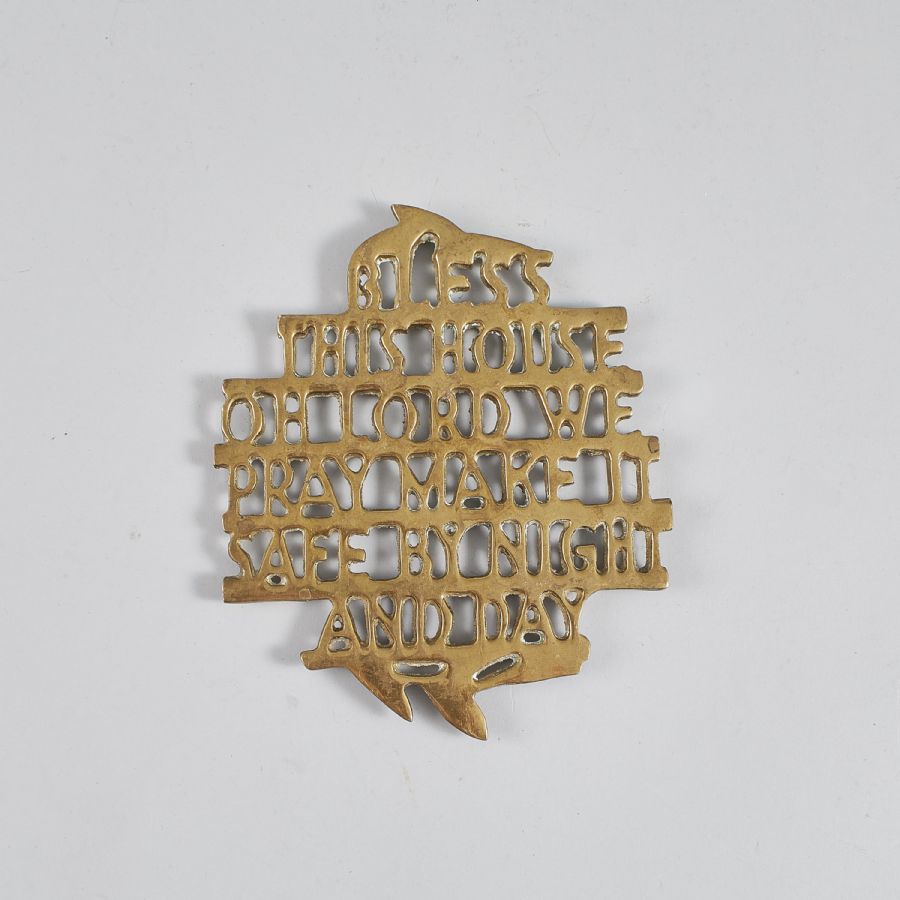 BLESS
THIS HOUSE
OH LORD WE
PRAY MAKE IT
SAFE BY NIGHT
AND DAY